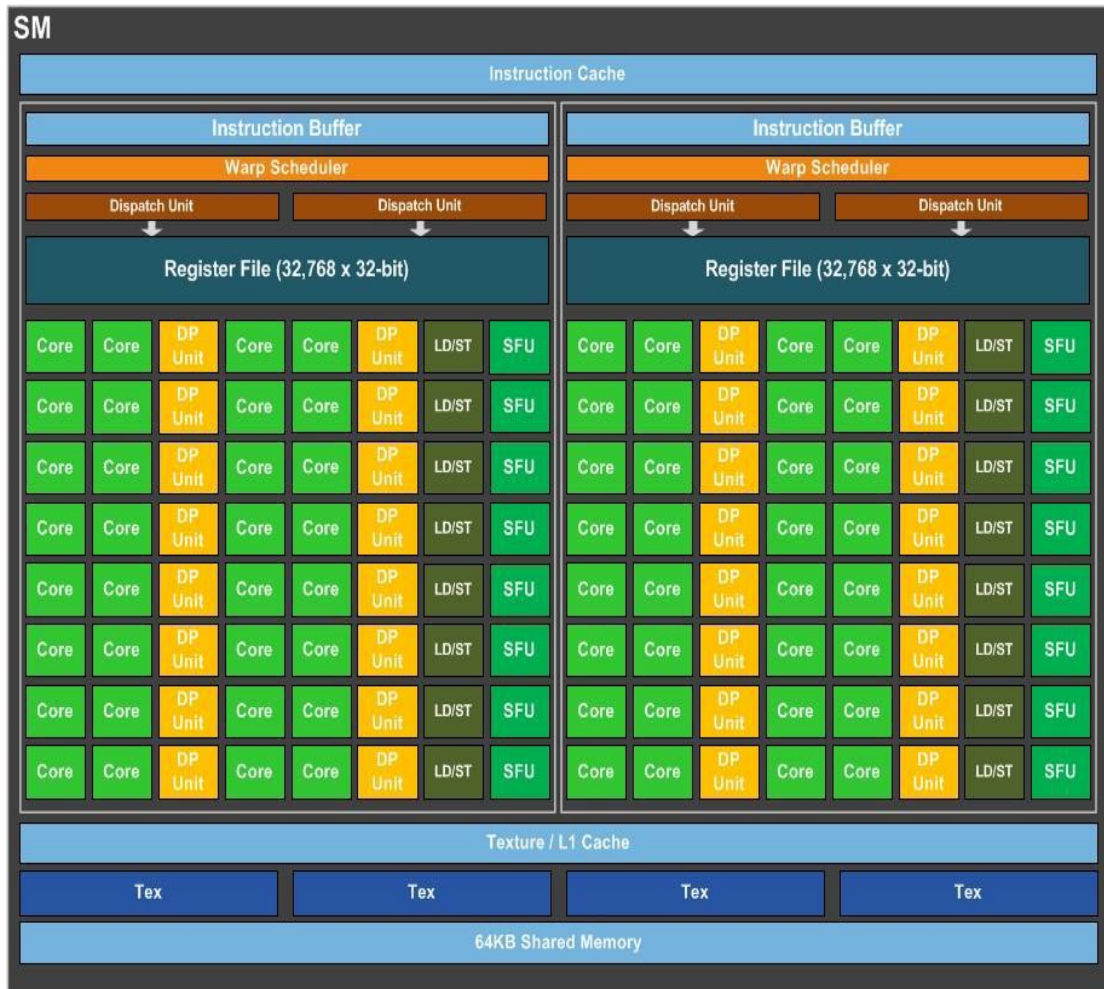 SM
Instruction Cache
Instruction Buffer Instruction Buffer
Warp Scheduler Warp Scheduler
Dispatch Unit Dispatch Unit Dispatch Unit Dispatch Unit
Register File (32,768 x 32-bit) Register File (32,768 x 32-bit)
Core Core DP Unit Core Core DP Unit LD/ST SFU Core Core DP Unit Core Core DP Unit LD/ST SFU
Core Core DP Unit Core Core DP Unit LD/ST SFU Core Core DP Unit Core Core DP Unit LD/ST SFU
Core Core DP Unit Core Core DP Unit LD/ST SFU Core Core DP Unit Core Core DP Unit LD/ST SFU
Core Core DP Unit Core Core DP Unit LD/ST SFU Core Core DP Unit Core Core DP Unit LD/ST SFU
Core Core DP Unit Core Core DP Unit LD/ST SFU Core Core DP Unit Core Core DP Unit LD/ST SFU
Core Core DP Unit Core Core DP Unit LD/ST SFU Core Core DP Unit Core Core DP Unit LD/ST SFU
Core Core DP Unit Core Core DP Unit LD/ST SFU Core Core DP Unit Core Core DP Unit LD/ST SFU
Core Core DP Unit Core Core DP Unit LD/ST SFU Core Core DP Unit Core Core DP Unit LD/ST SFU
Texture / L1 Cache
Tex Tex Tex Tex
64KB Shared Memory